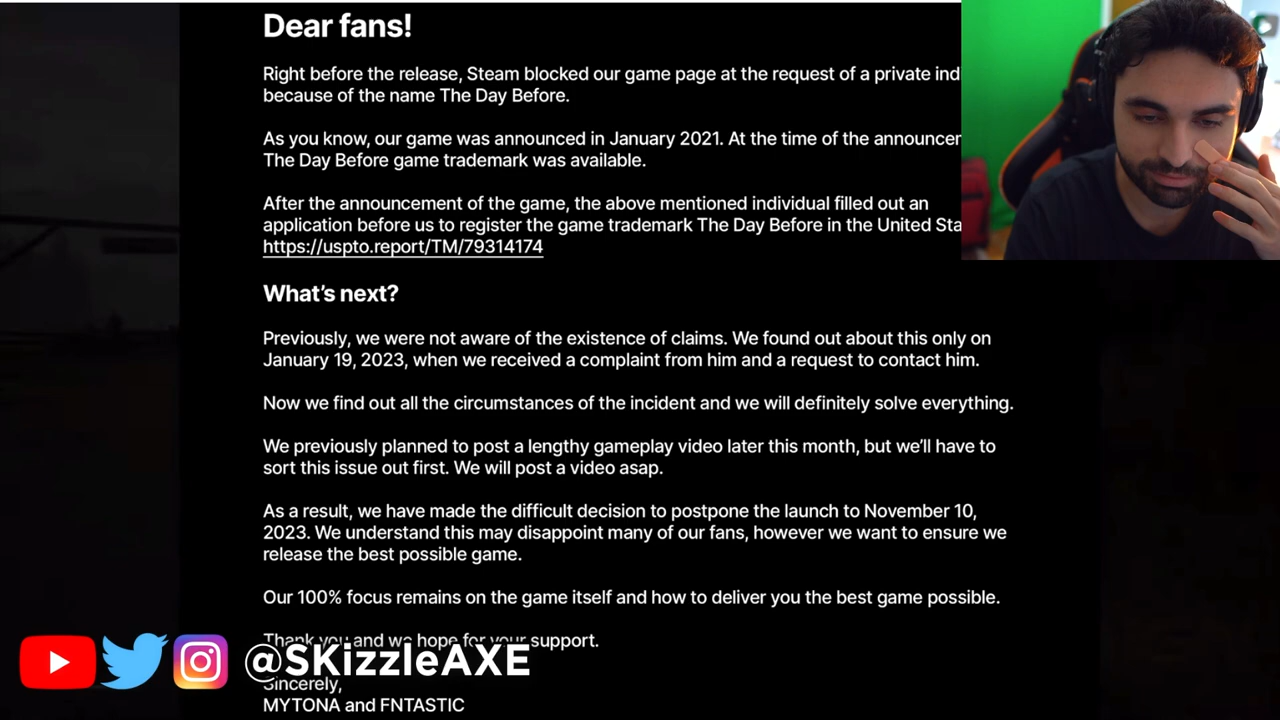 Dear fans!
Right before the release, Steam blocked our game page at the request of a private
because of the name The Day Before.
As you know, our game was announced in January 2021. At the time of the
The Day Before game trademark was available.
After the announcement of the game, the above mentioned individual filled out an
application before us to register the game trademark The Day Before in the United
https://uspto.report/TM/79314174
What's next?
Previously, we were not aware of the existence of claims. We found out about this only on
January 19, 2023, when we received a complaint from him and a request to contact him.
Now we find out all the circumstances of the incident and we will definitely solve everything.
We previously planned to post a lengthy gameplay video later this month, but we'll have to
sort this issue out first. We will post a video asap.
As a result, we have made the difficult decision to postpone the launch to November 10,
2023. We understand this may disappoint many of our fans, however we want to ensure we
release the best possible game.
Our 100% focus remains on the game itself and how to deliver you the best game possible.
Thank you and we hope for your support.
@SKizzleAXE
Sincerely,
MYTONA and FNTASTIC